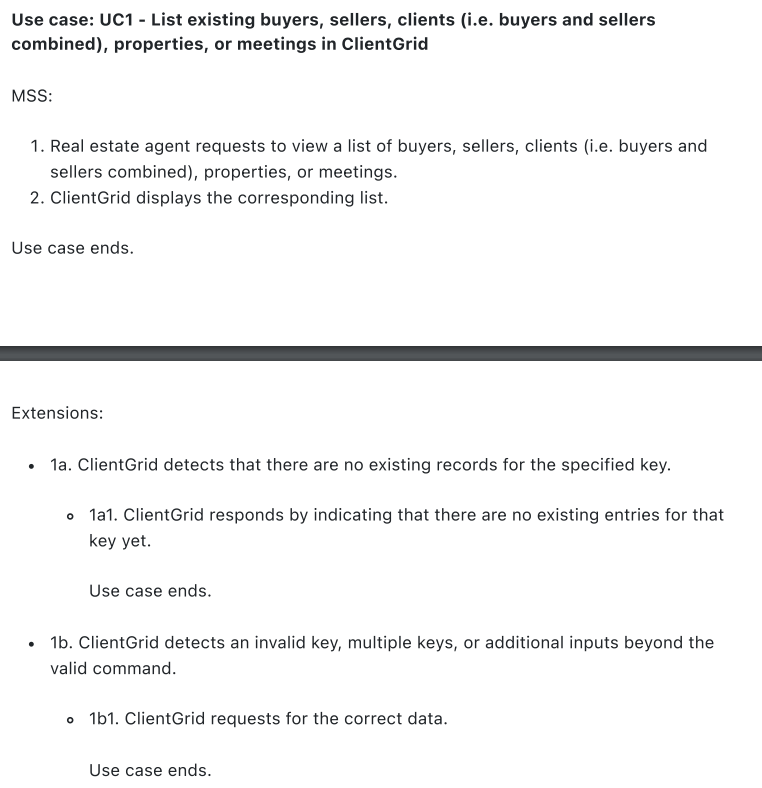 Use case: UC1 - List existing buyers, sellers, clients (i.e. buyers and sellers
combined), properties, or meetings in ClientGrid
MSS:
1. Real estate agent requests to view a list of buyers, sellers, clients (i.e. buyers and
sellers combined), properties, or meetings.
2. ClientGrid displays the corresponding list.
Use case ends.
Extensions:
• 1a. ClientGrid detects that there are no existing records for the specified key.
◦ 1a1. ClientGrid responds by indicating that there are no existing entries for that
key yet.
Use case ends.
• 1b. ClientGrid detects an invalid key, multiple keys, or additional inputs beyond the
valid command.
◦ 1b1. ClientGrid requests for the correct data.
Use case ends.